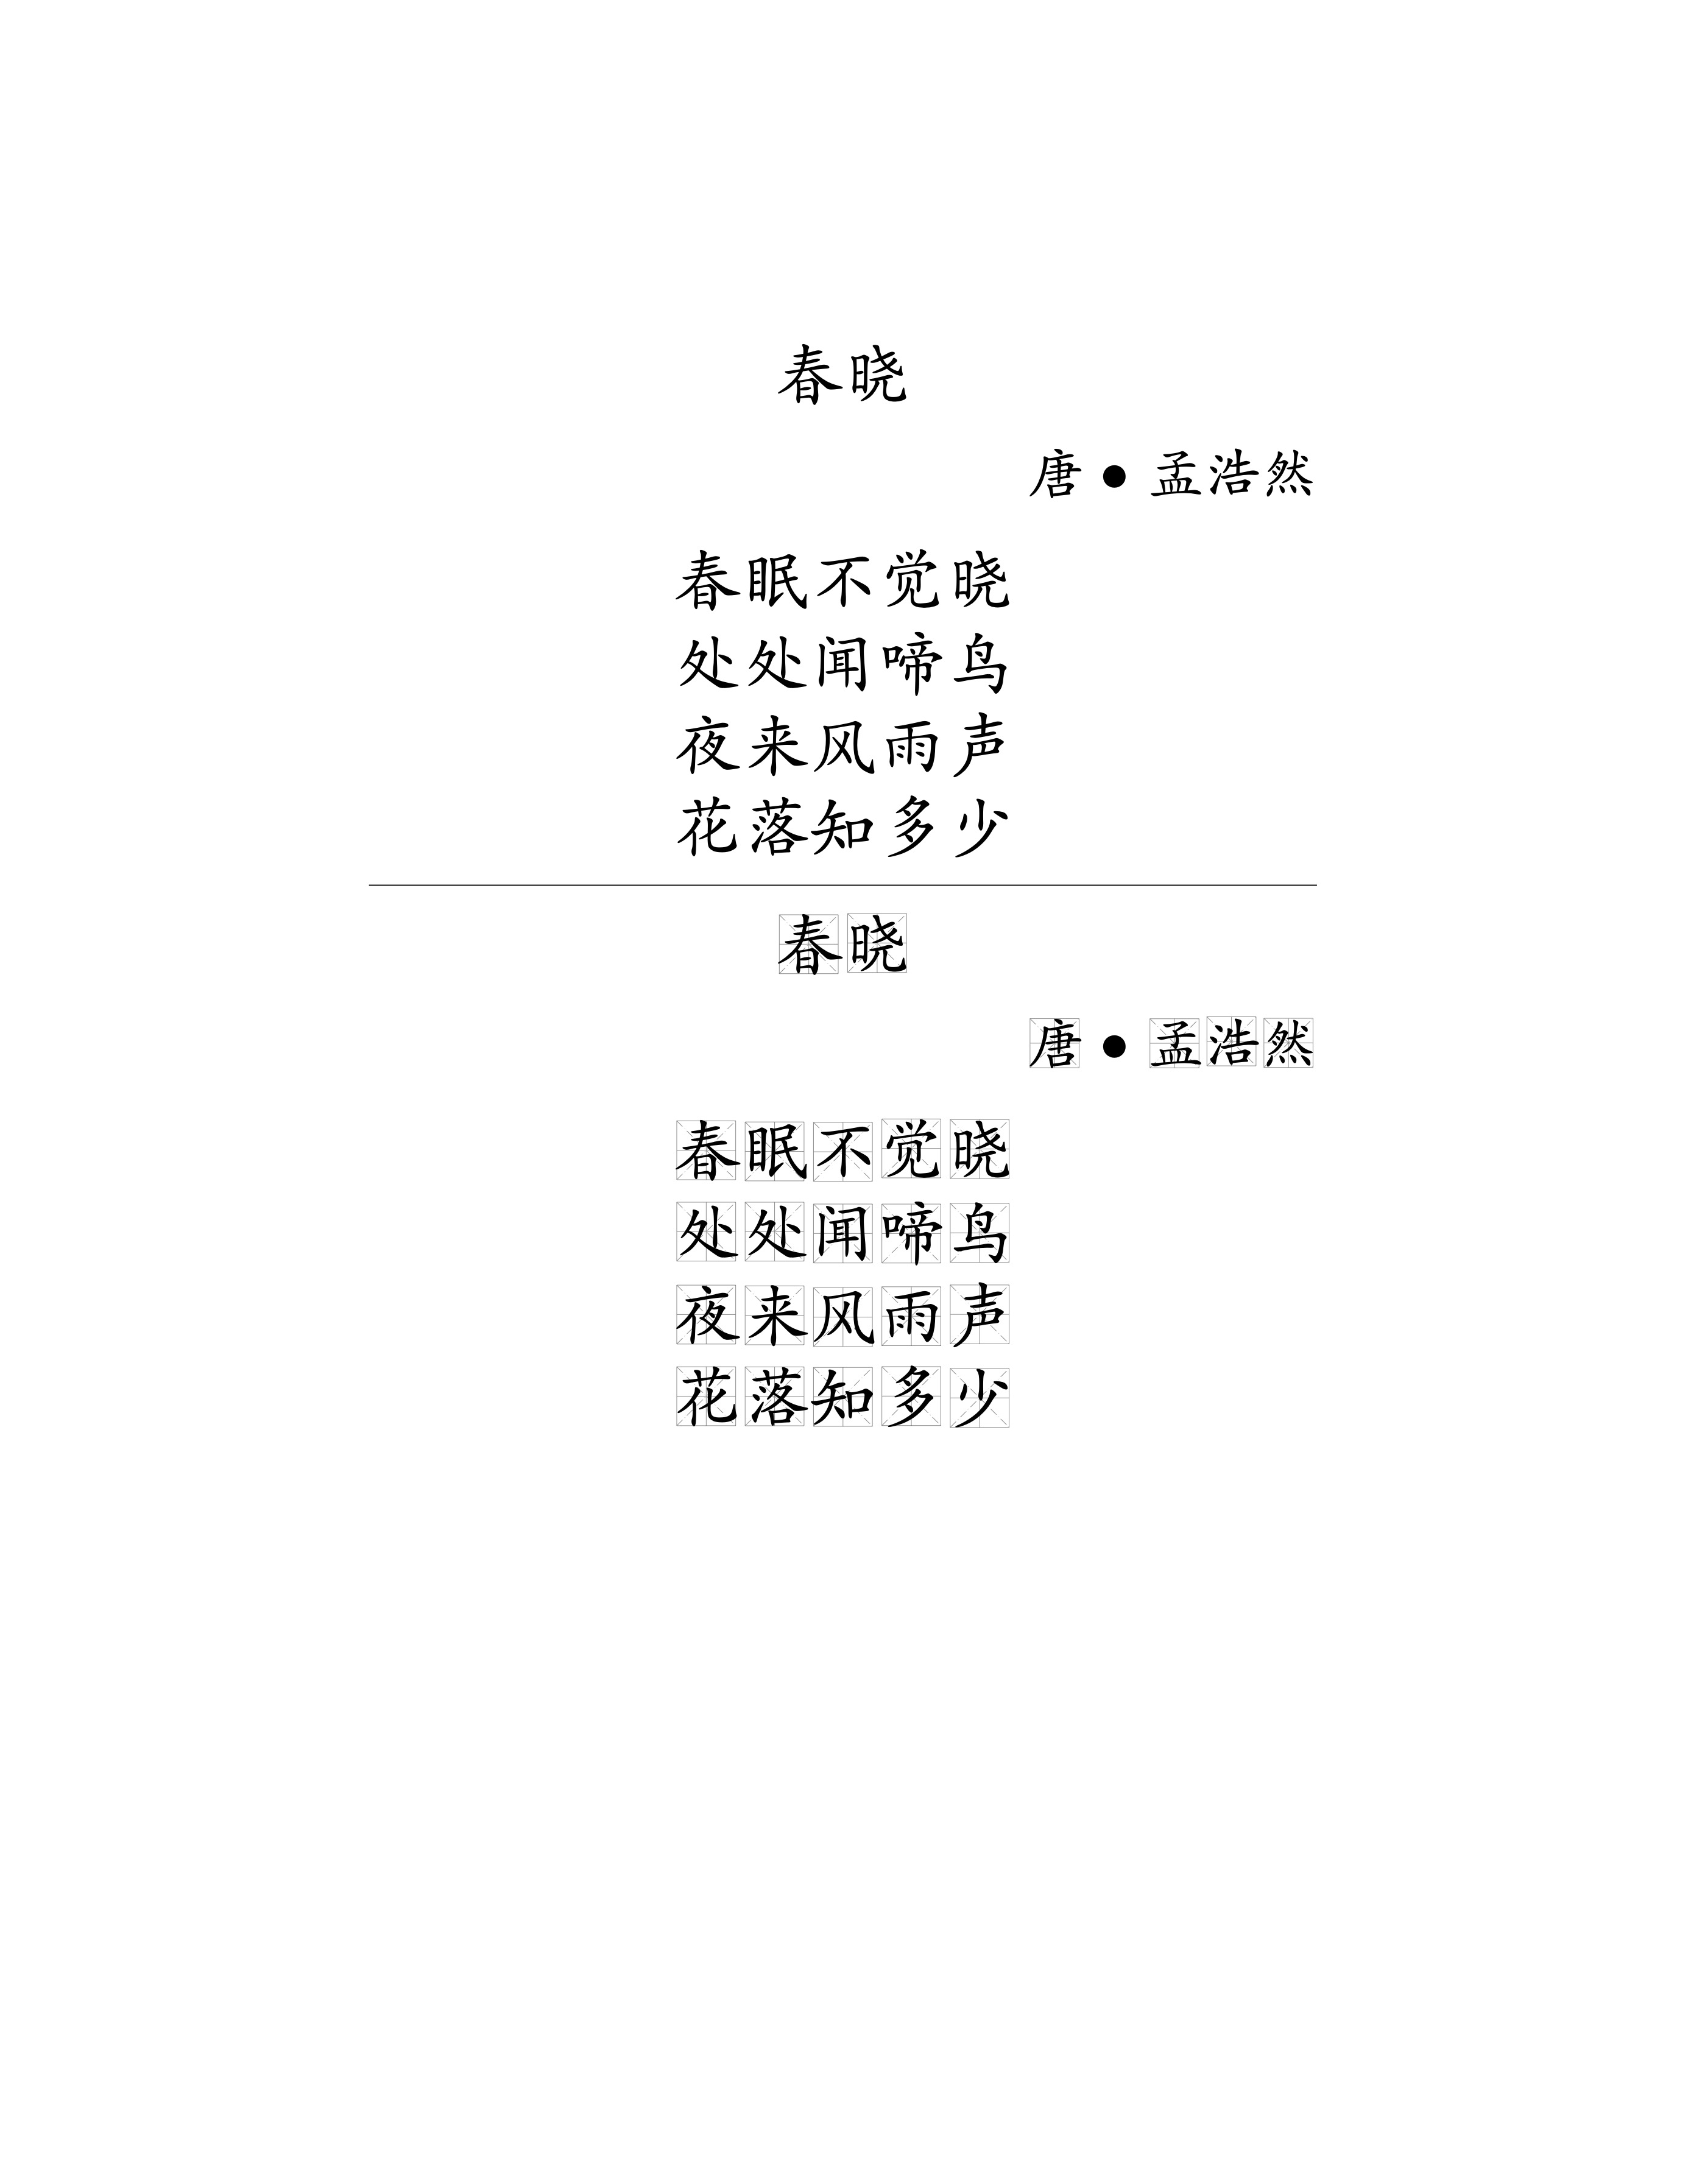 春晓
唐 ● 孟浩然
春眠不觉晓
处处闻啼鸟
夜来风雨声
花落知多少
春晓
唐 ● 孟浩然
春眠不觉晓
处处闻啼鸟
夜来风雨声
花落知多少